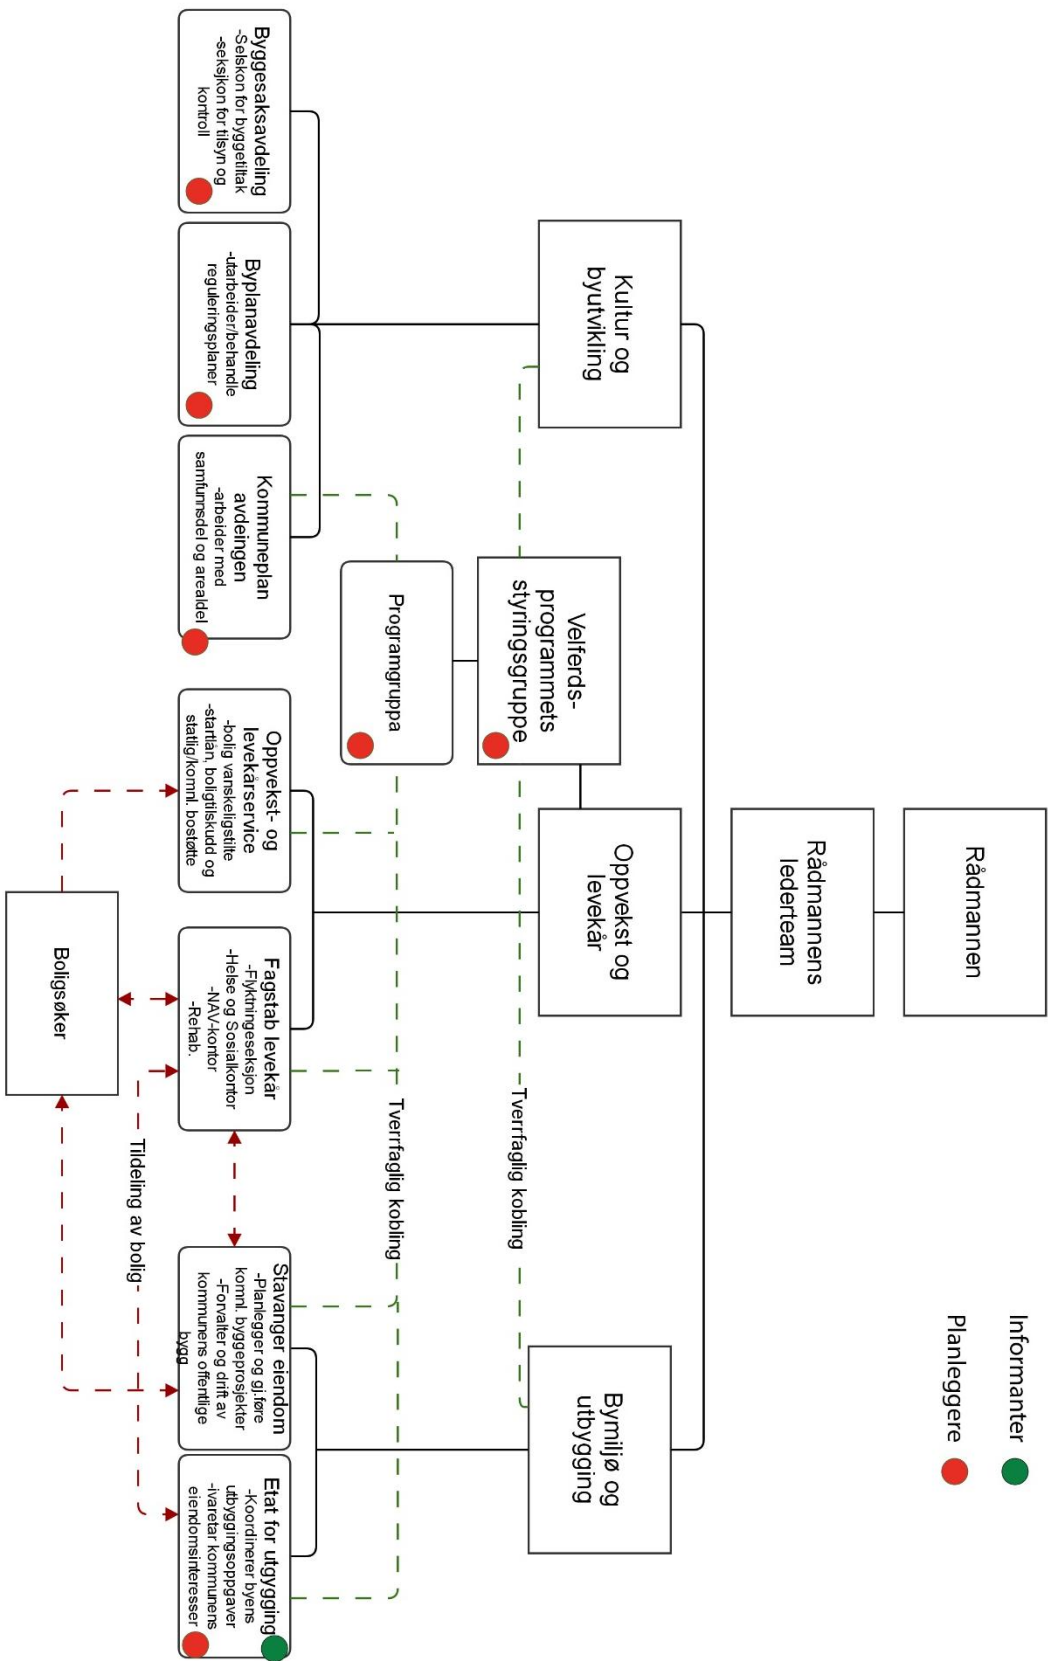 Rådmannen
Informanter
Planleggere
Rådmannens
lederteam
Kultur og
byutvikling
Oppvekst og
levekår
Bymiljø og
utbygging
Velferds-
programmets
styringsgruppe
Tverrfaglig kobling
Programgruppa
Tverrfaglig kobling
Byggesaksavdeling
-Selskon for byggetiltak
-seksjkon for tilsyn og
kontroll
Byplanavdeling
-utarbeider/behandle
reguleringsplaner
Kommuneplan
avdeingen
-arbeider med
samfunnsdel og arealdel
Oppvekst- og
levekårservice
-bolig vanskeligstilte
-startlån, boligtilskudd og
statlig/komnl. bostøtte
Fagstab levekår
-Flyktningeseksjon
-Helse og Sosialkontor
-NAV-kontor
-Rehab.
Stavanger eiendom
-Planlegger og gj.føre
komnl. byggeprosjekter
-Forvalter og drift av
kommunens offentlige
bygg
Etat for utgygging
-Koordinerer byens
utbyggingsoppgaver
-ivaretar kommunens
eiendomsinteresser
Tildeling av bolig
Boligsøker